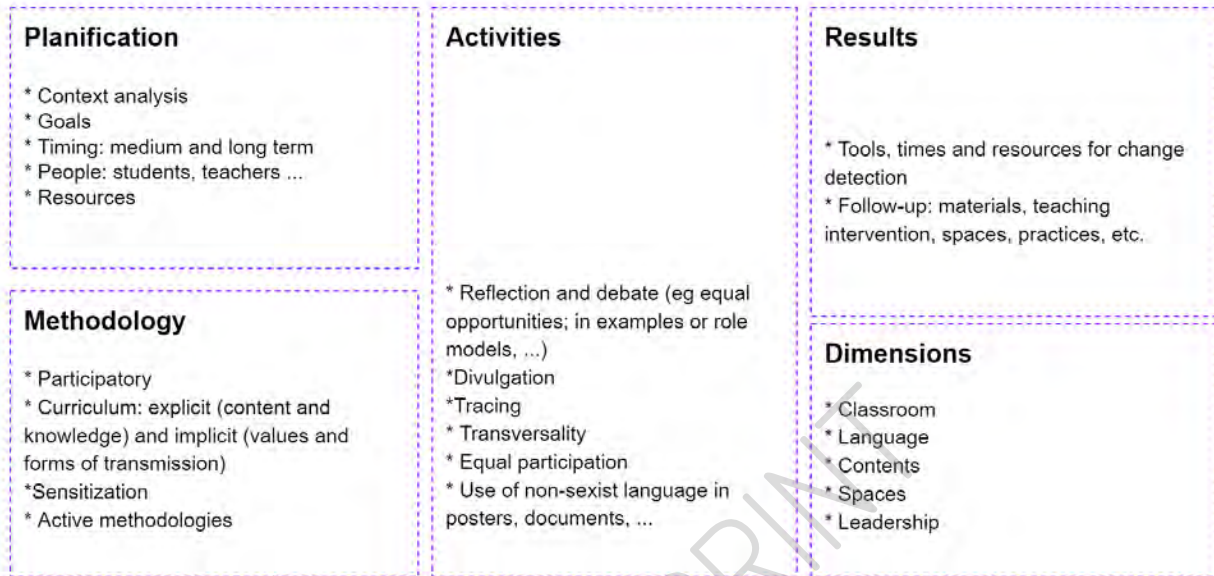 Planification
* Context analysis
* Goals
* Timing: medium and long term
* People: students, teachers ...
* Resources
Methodology
* Participatory
* Curriculum: explicit (content and
knowledge) and implicit (values and
forms of transmission)
*Sensitization
* Active methodologies
Activities
* Reflection and debate (eg equal
opportunities; in examples or role
models, ...)
*Divulgation
*Tracing
* Transversality
* Equal participation
* Use of non-sexist language in
posters, documents, ...
Results
* Tools, times and resources for change
detection
* Follow-up: materials, teaching
intervention, spaces, practices, etc.
Dimensions
* Classroom
* Language
* Contents
* Spaces
* Leadership
RINT